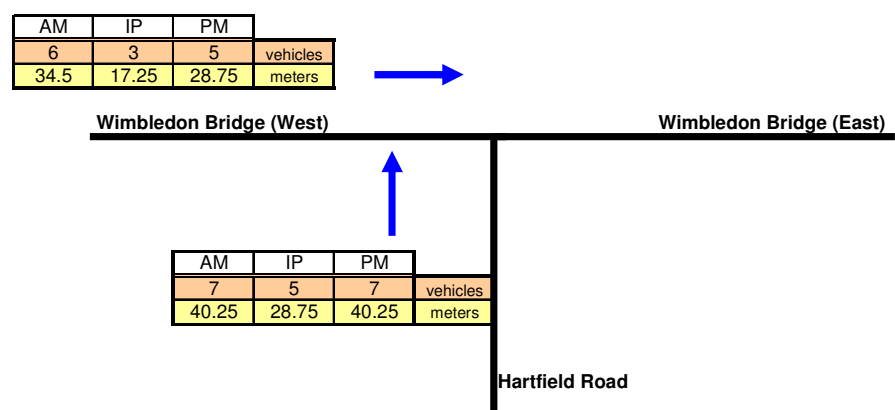 AM IP PM
6 3 5 vehicles
34.5 17.25 28.75 meters
Wimbledon Bridge (West) Wimbledon Bridge (East)
AM IP PM
7 5 7 vehicles
40.25 28.75 40.25 meters
Hartfield Road